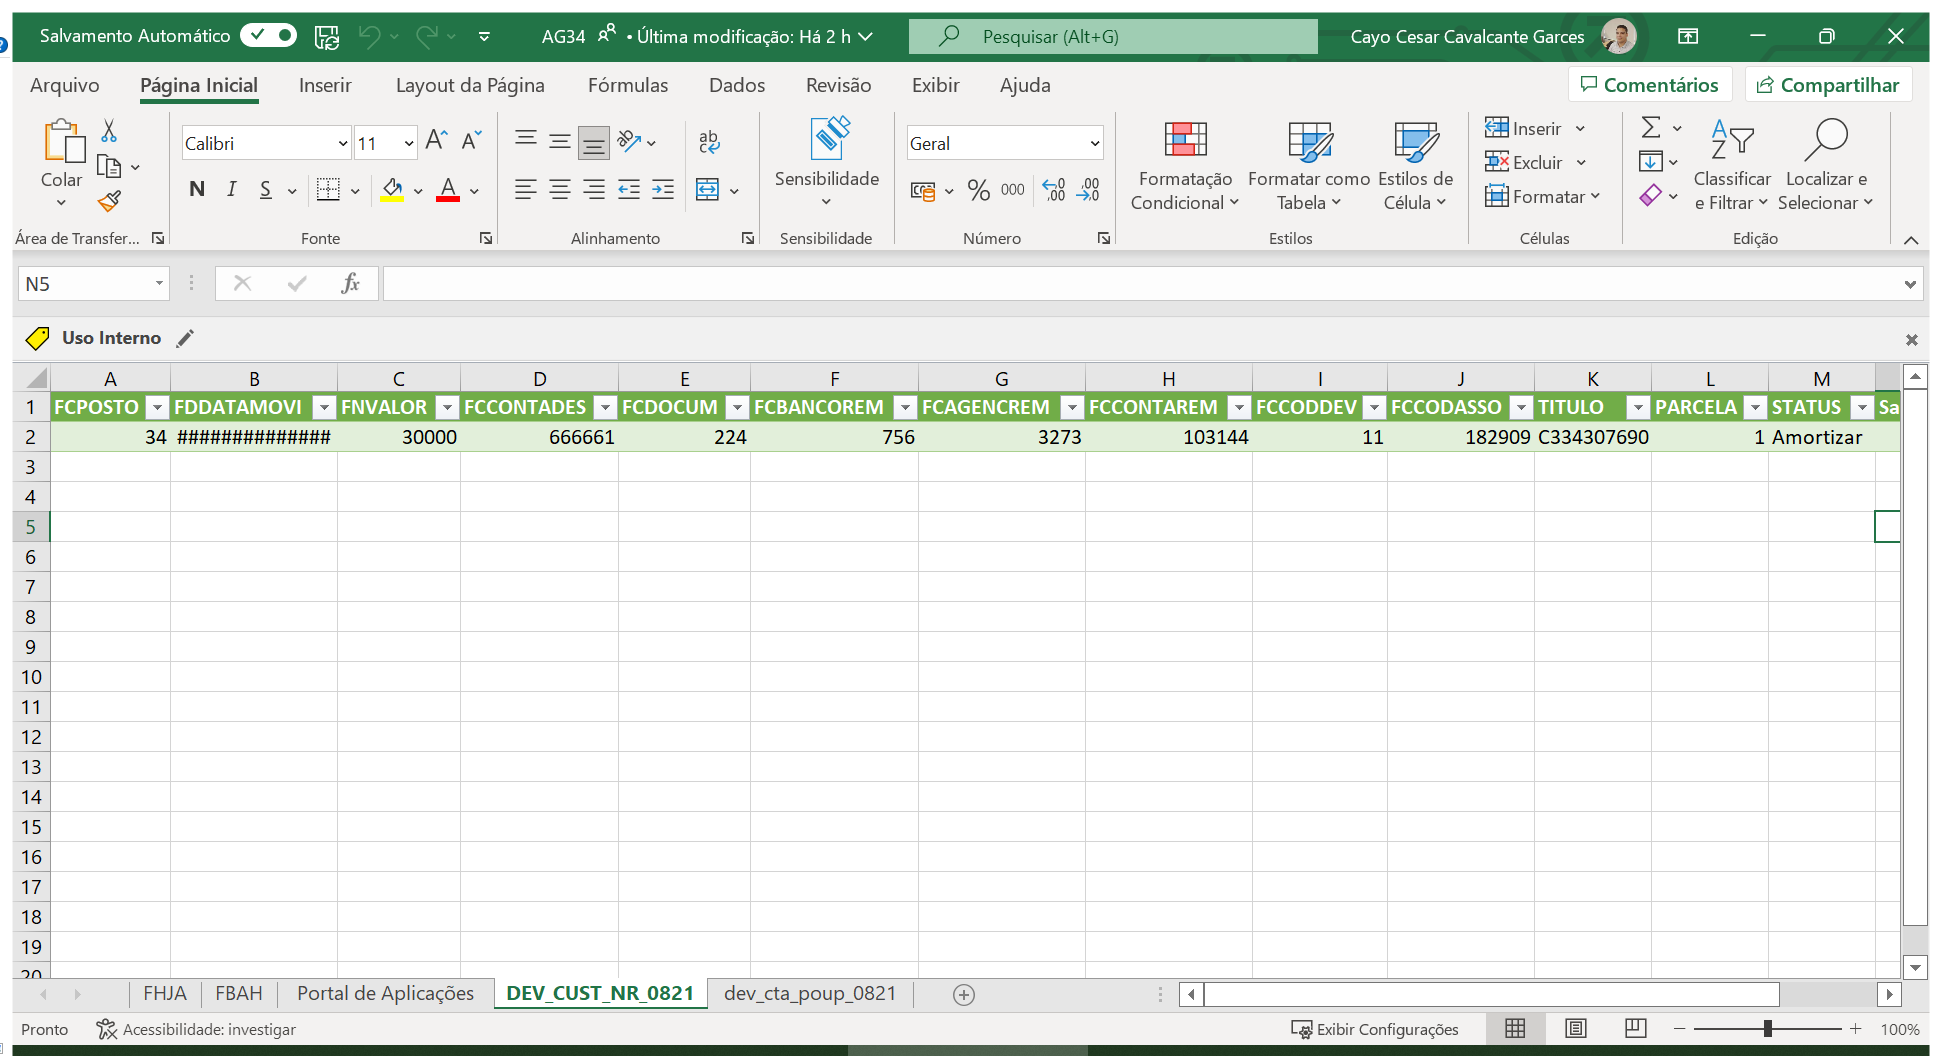 Salvamento Automático AG34 • Última modificação: Há 2 h Pesquisar (Alt+G) Cayo Cesar Cavalcante Garces
Arquivo Página Inicial Inserir Layout da Página Fórmulas Dados Revisão Exibir Ajuda Comentários Compartilhar
Colar
Área de Transfer...
Calibri 11
N I S
Fonte
ab
Alinhamento
Sensibilidade
Sensibilidade
Geral
% 000 ,00 ,00
Número
Formatação Condicional
Formatar como Tabela
Estilos de Célula
Estilos
Inserir
Excluir
Formatar
Células
Classificar e Filtrar
Localizar e Selecionar
Edição
N5 fx
Uso Interno
A B C D E F G H I J K L M
1 FCPOSTO FDDATAMOVI FNVALOR FCCONTADES FCDOCUM FCBANCOREM FCAGENCREM FCCONTAREM FCCODDEV FCCODASSO TITULO PARCELA STATUS Sa
2 34 ############## 30000 666661 224 756 3273 103144 11 182909 C334307690 1 Amortizar
3
4
5
6
7
8
9
10
11
12
13
14
15
16
17
18
19
20
FHJA FBAH Portal de Aplicações DEV_CUST_NR_0821 dev_cta_poup_0821
Pronto Acessibilidade: investigar Exibir Configurações 100%